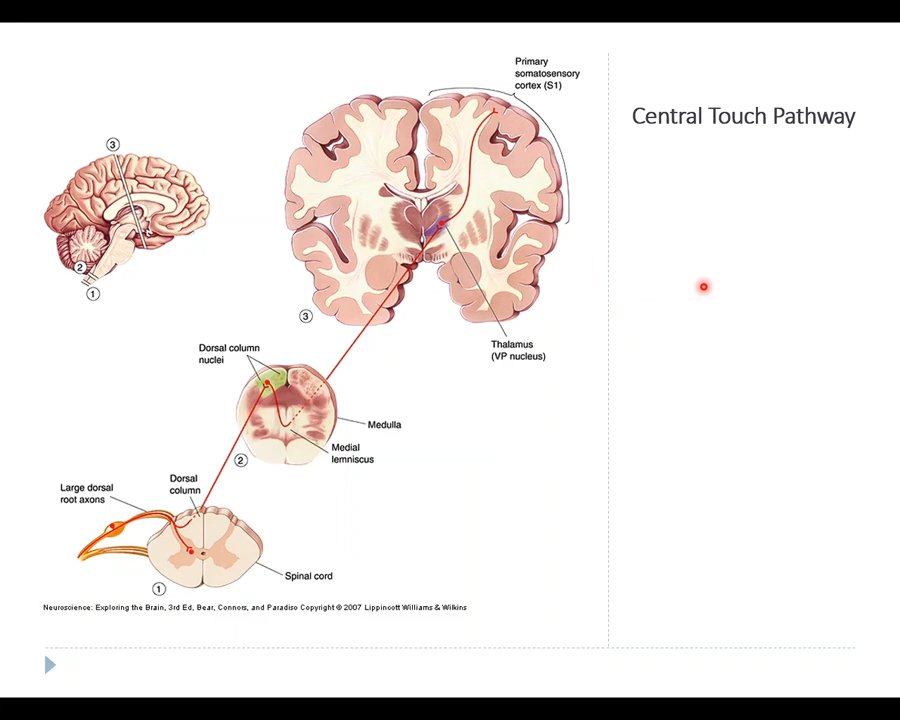 Primary
somatosensory
cortex (S1)
Central Touch Pathway
3
2
1
3
Thalamus
(VP nucleus)
Dorsal column
nuclei
Medulla
Medial
lemniscus
2
Dorsal
column
Large dorsal
root axons
Spinal cord
1
Neuroscience: Exploring the Brain, 3rd Ed, Bear, Connors, and Paradiso Copyright © 2007 Lippincott Williams & Wilkins